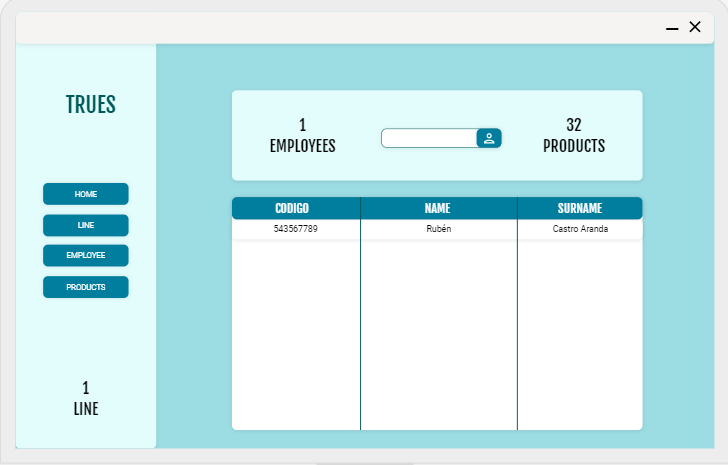 TRUES
HOME
LINE
EMPLOYEE
PRODUCTS
1
LINE
1
EMPLOYEES
32
PRODUCTS
CODIGO NAME SURNAME
543567789 Rubén Castro Aranda